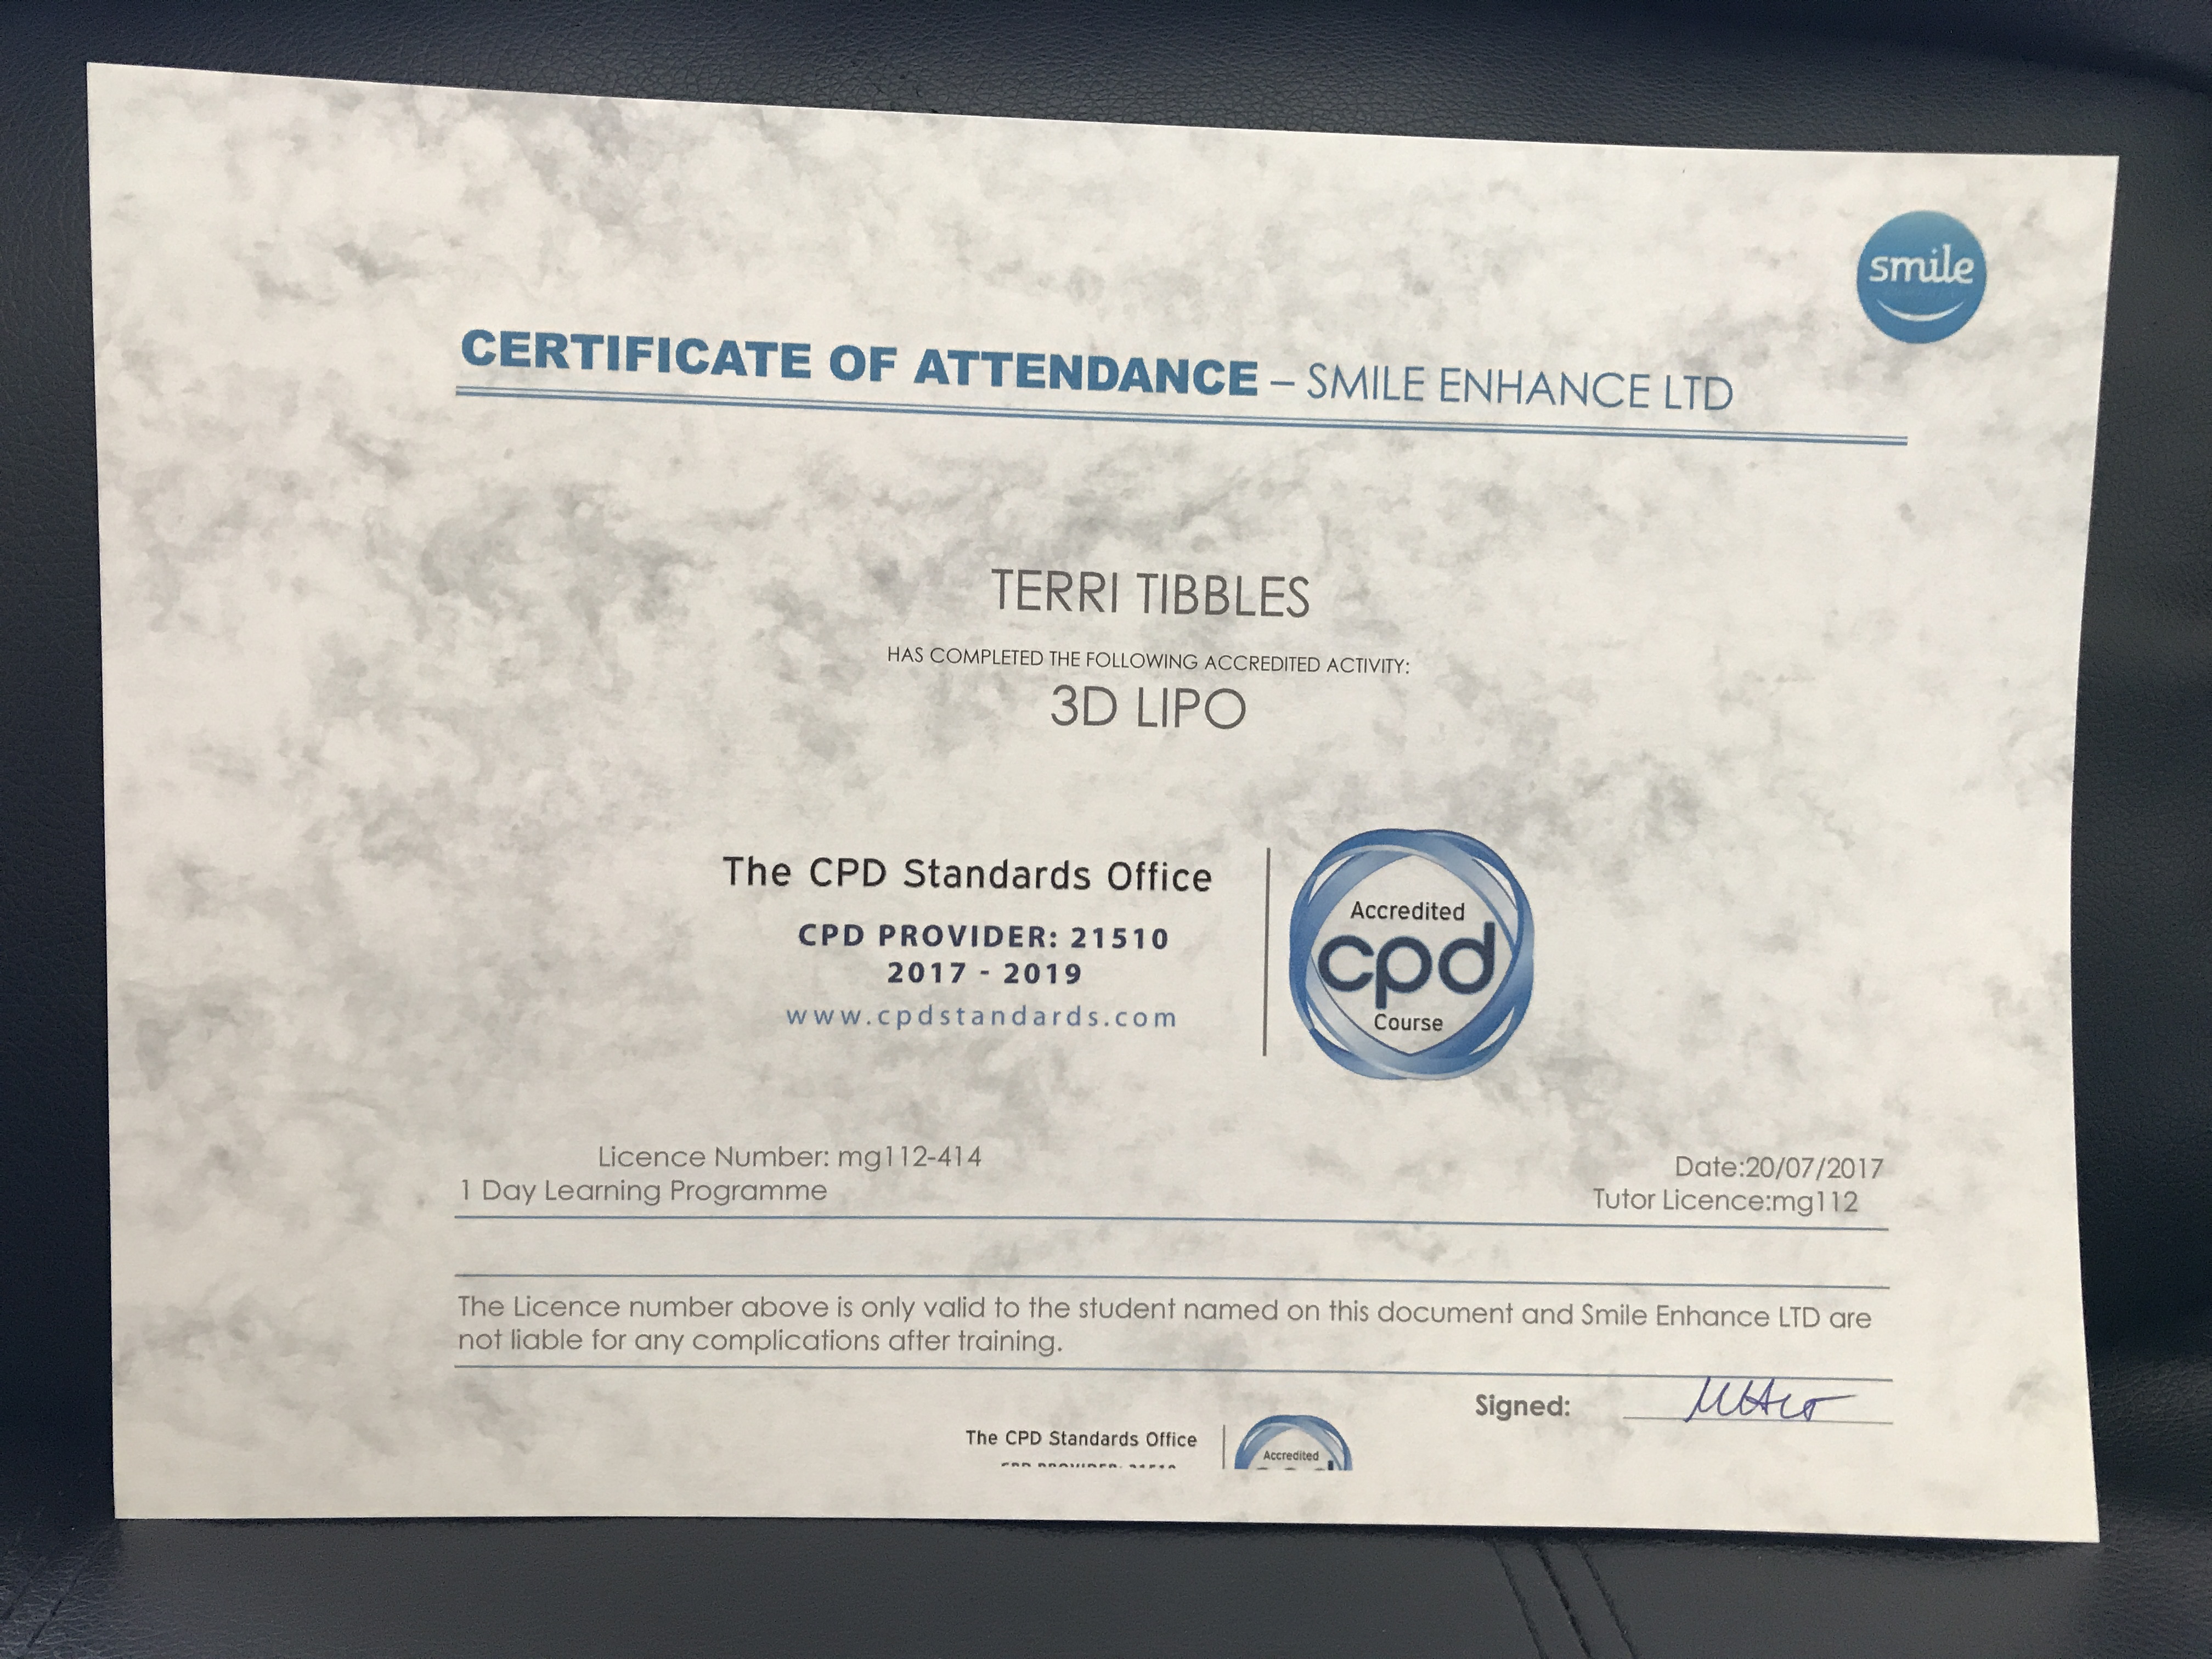 smile
CERTIFICATE OF ATTENDANCE – SMILE ENHANCE LTD
TERRI TIBBLES
HAS COMPLETED THE FOLLOWING ACCREDITED ACTIVITY:
3D LIPO
The CPD Standards Office
CPD PROVIDER: 21510
2017 - 2019
www.cpdstandards.com
Accredited
cpd
Course
Licence Number: mg112-414
Date:20/07/2017
1 Day Learning Programme
Tutor Licence:mg112
The Licence number above is only valid to the student named on this document and Smile Enhance LTD are
not liable for any complications after training.
Signed:
The CPD Standards Office
Accredited